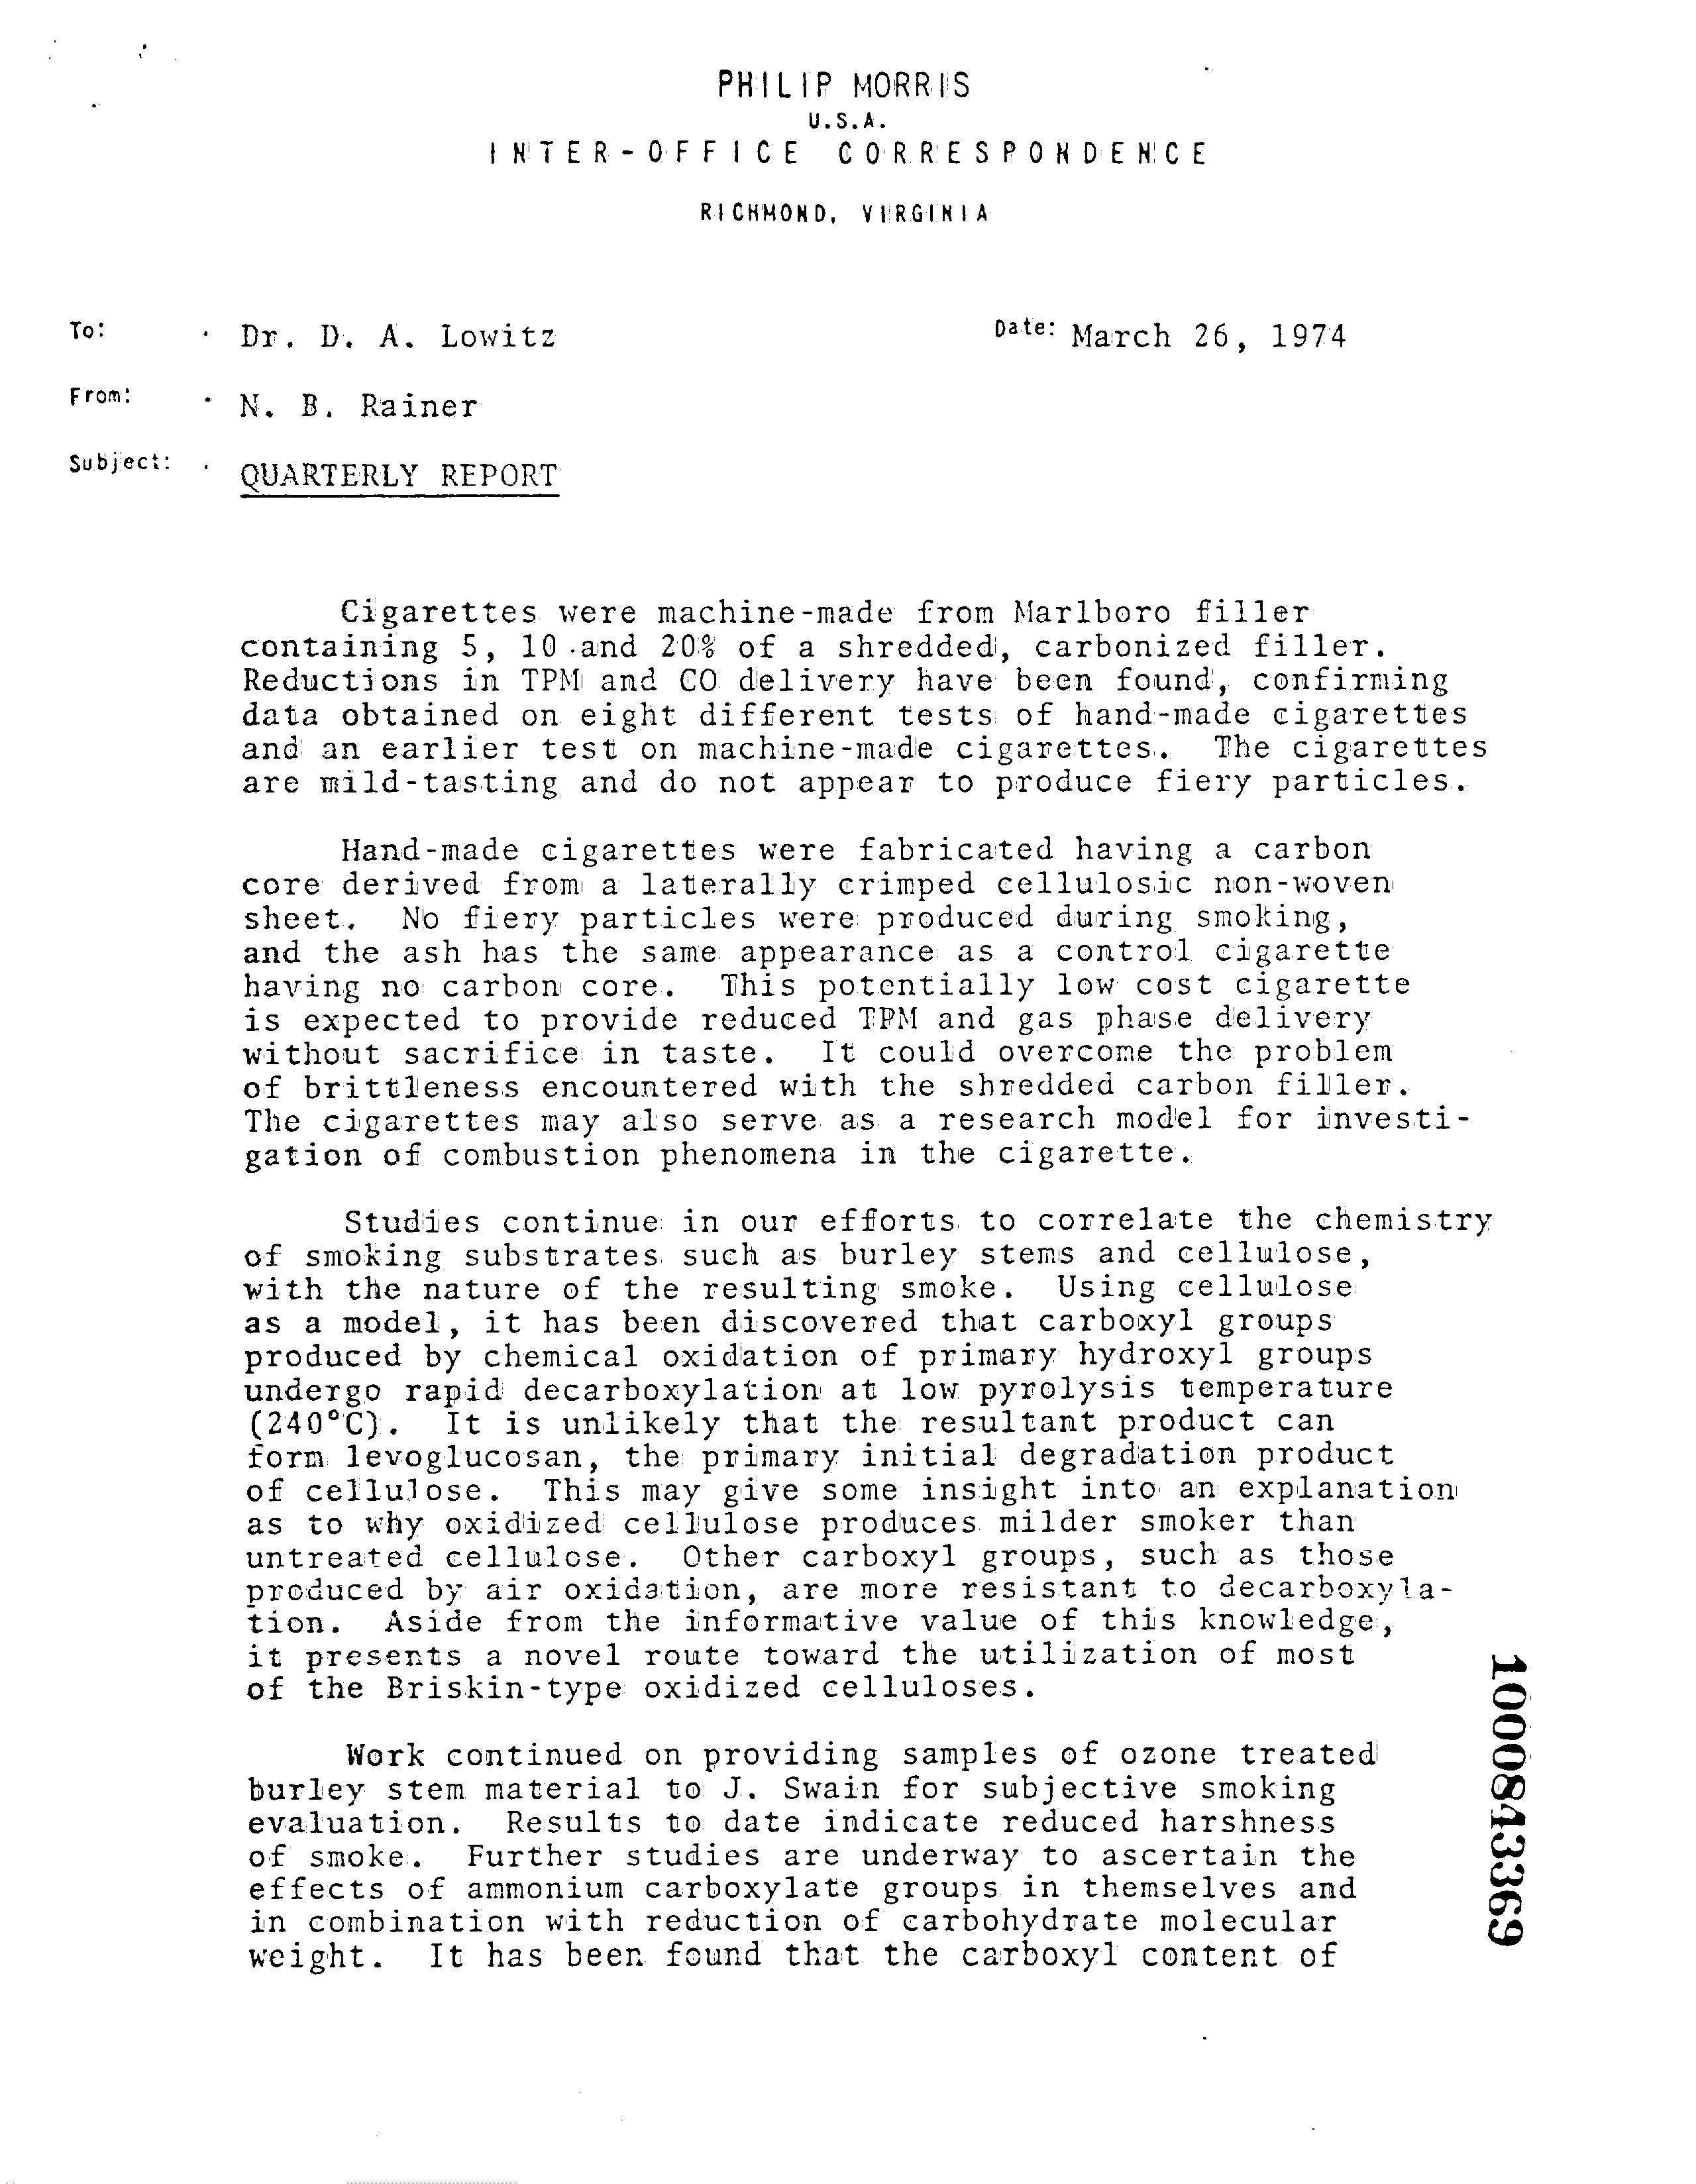 PHILIP MORRIS
U.S.A.
INTER-OFFICE CORRESPONDENCE
RICHMOND, VIRGINIA
To: Dr. D. A. Lowitz Date: March 26, 1974
From: N. B. Rainer
Subject: QUARTERLY REPORT
Cigarettes were machine-made from Marlboro filler
containing 5, 10 and 20% of a shredded, carbonized filler.
Reductions in TPM and CO delivery have been found, confirming
data obtained on eight different tests of hand-made cigarettes
and an earlier test on machine-made cigarettes. The cigarettes
are mild-tasting and do not appear to produce fiery particles.
Hand-made cigarettes were fabricated having a carbon
core derived from a laterally crimped cellulosic non-woven
sheet. No fiery particles were produced during smoking,
and the ash has the same appearance as a control cigarette
having no carbon core. This potentially low cost cigarette
is expected to provide reduced TPM and gas phase delivery
without sacrifice in taste. It could overcome the problem
of brittleness encountered with the shredded carbon filler.
The cigarettes may also serve as a research model for investi-
gation of combustion phenomena in the cigarette.
Studies continue in our efforts to correlate the chemistry
of smoking substrates such as burley stems and cellulose,
with the nature of the resulting smoke. Using cellulose
as a model, it has been discovered that carboxyl groups
produced by chemical oxidation of primary hydroxyl groups
undergo rapid decarboxylation at low pyrolysis temperature
(240°C). It is unlikely that the resultant product can
form levoglucosan, the primary initial degradation product
of cellulose. This may give some insight into an explanation
as to why oxidized cellulose produces milder smoker than
untreated cellulose. Other carboxyl groups, such as those
produced by air oxidation, are more resistant to decarboxyla-
tion. Aside from the informative value of this knowledge,
it presents a novel route toward the utilization of most
of the Briskin-type oxidized celluloses.
Work continued on providing samples of ozone treated
burley stem material to J. Swain for subjective smoking
evaluation. Results to date indicate reduced harshness
of smoke. Further studies are underway to ascertain the
effects of ammonium carboxylate groups in themselves and
in combination with reduction of carbohydrate molecular
weight. It has been found that the carboxyl content of
1000843369